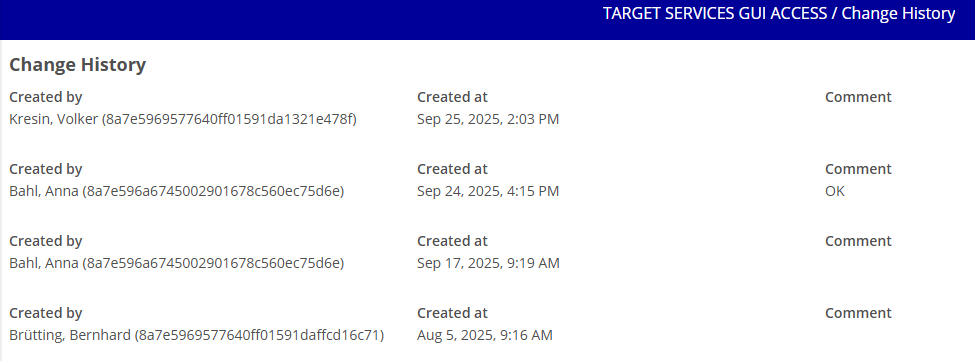 TARGET SERVICES GUI ACCESS / Change History
Change History
Created by Created at Comment
Kresin, Volker (8a7e5969577640ff01591da1321e478f) Sep 25, 2025, 2:03 PM
Created by Created at Comment
Bahl, Anna (8a7e596a6745002901678c560ec75d6e) Sep 24, 2025, 4:15 PM OK
Created by Created at Comment
Bahl, Anna (8a7e596a6745002901678c560ec75d6e) Sep 17, 2025, 9:19 AM
Created by Created at Comment
Brütting, Bernhard (8a7e5969577640ff01591daffcd16c71) Aug 5, 2025, 9:16 AM